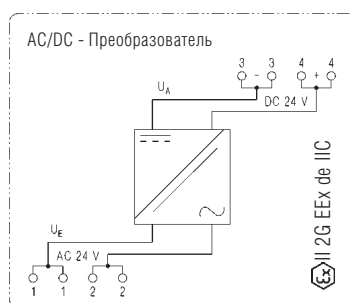 AC/DC - Преобразователь
3 3 4 4
- +
U_A
DC 24 V
U_E
AC 24 V
1 1 2 2
Ex II 2G EEx de IIC